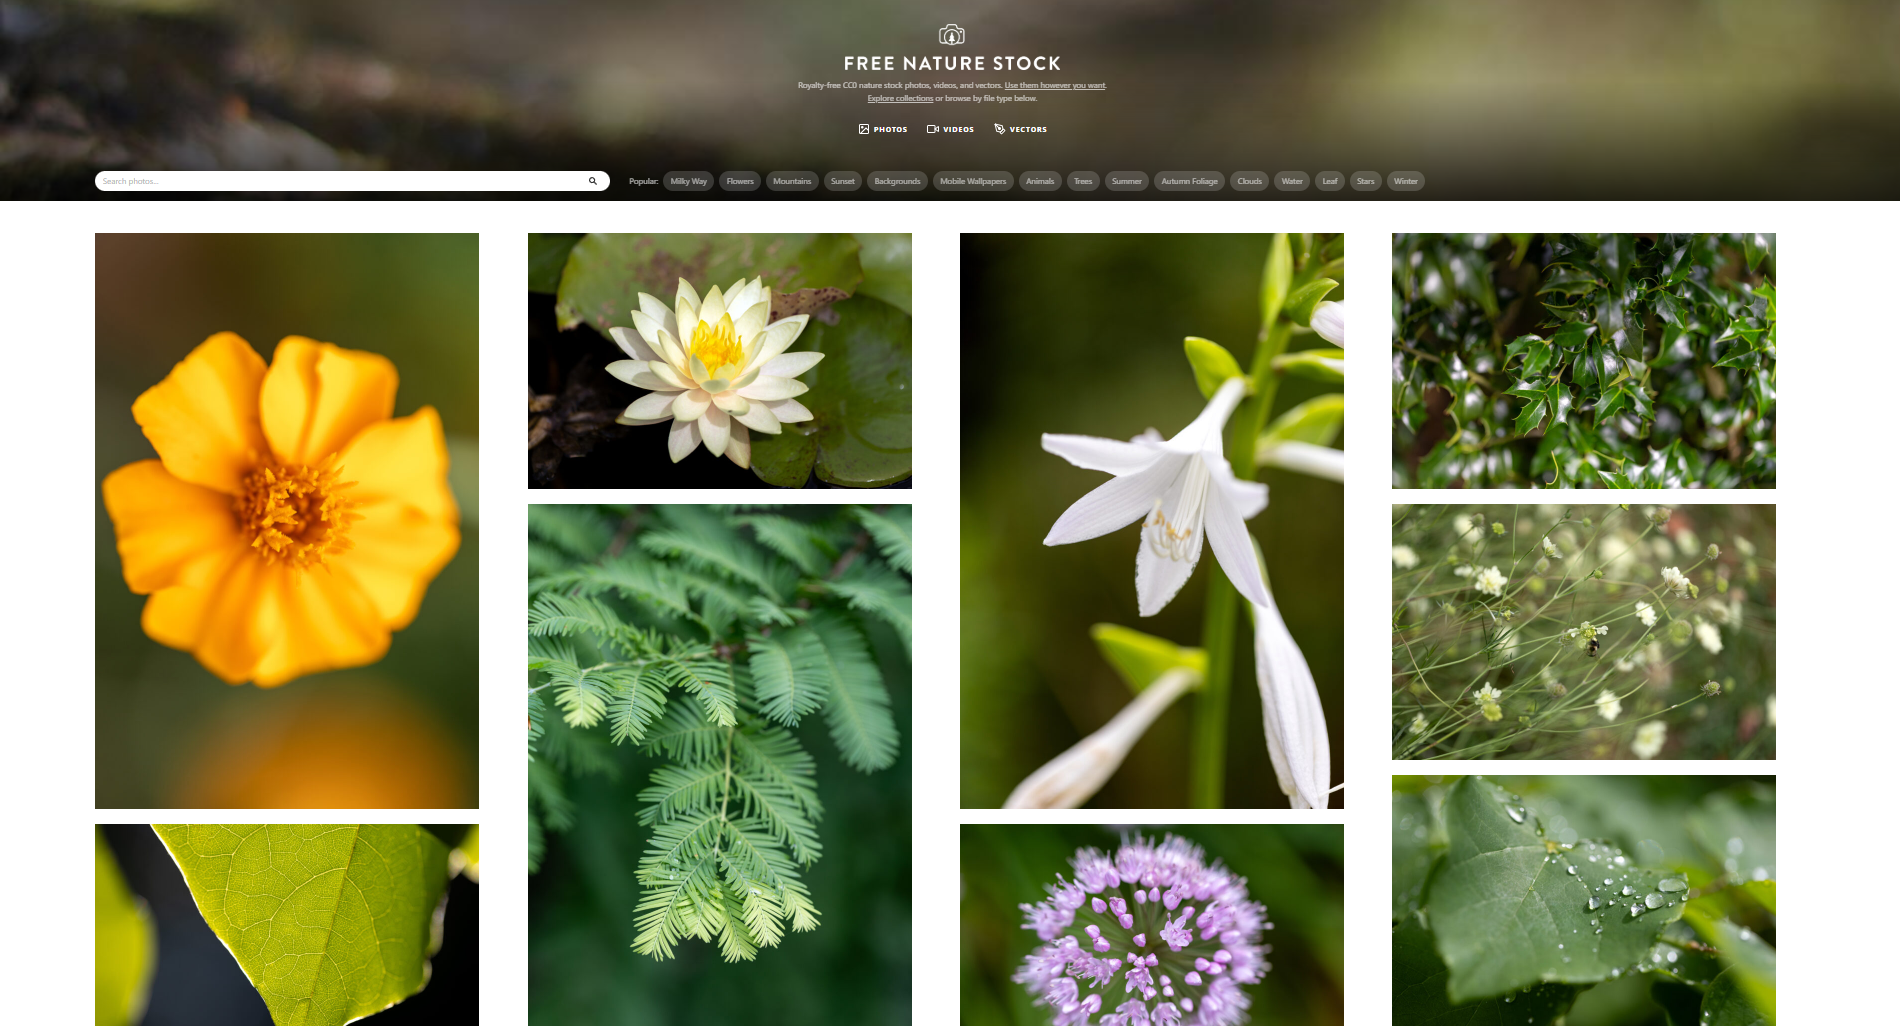 FREE NATURE STOCK
Royalty-free CC0 nature stock photos, videos, and vectors. Use them however you want.
Explore collections or browse by file type below.
PHOTOS VIDEOS VECTORS
Search photos...
Popular: Milky Way Flowers Mountains Sunset Backgrounds Mobile Wallpapers Animals Trees Summer Autumn Foliage Clouds Water Leaf Stars Winter